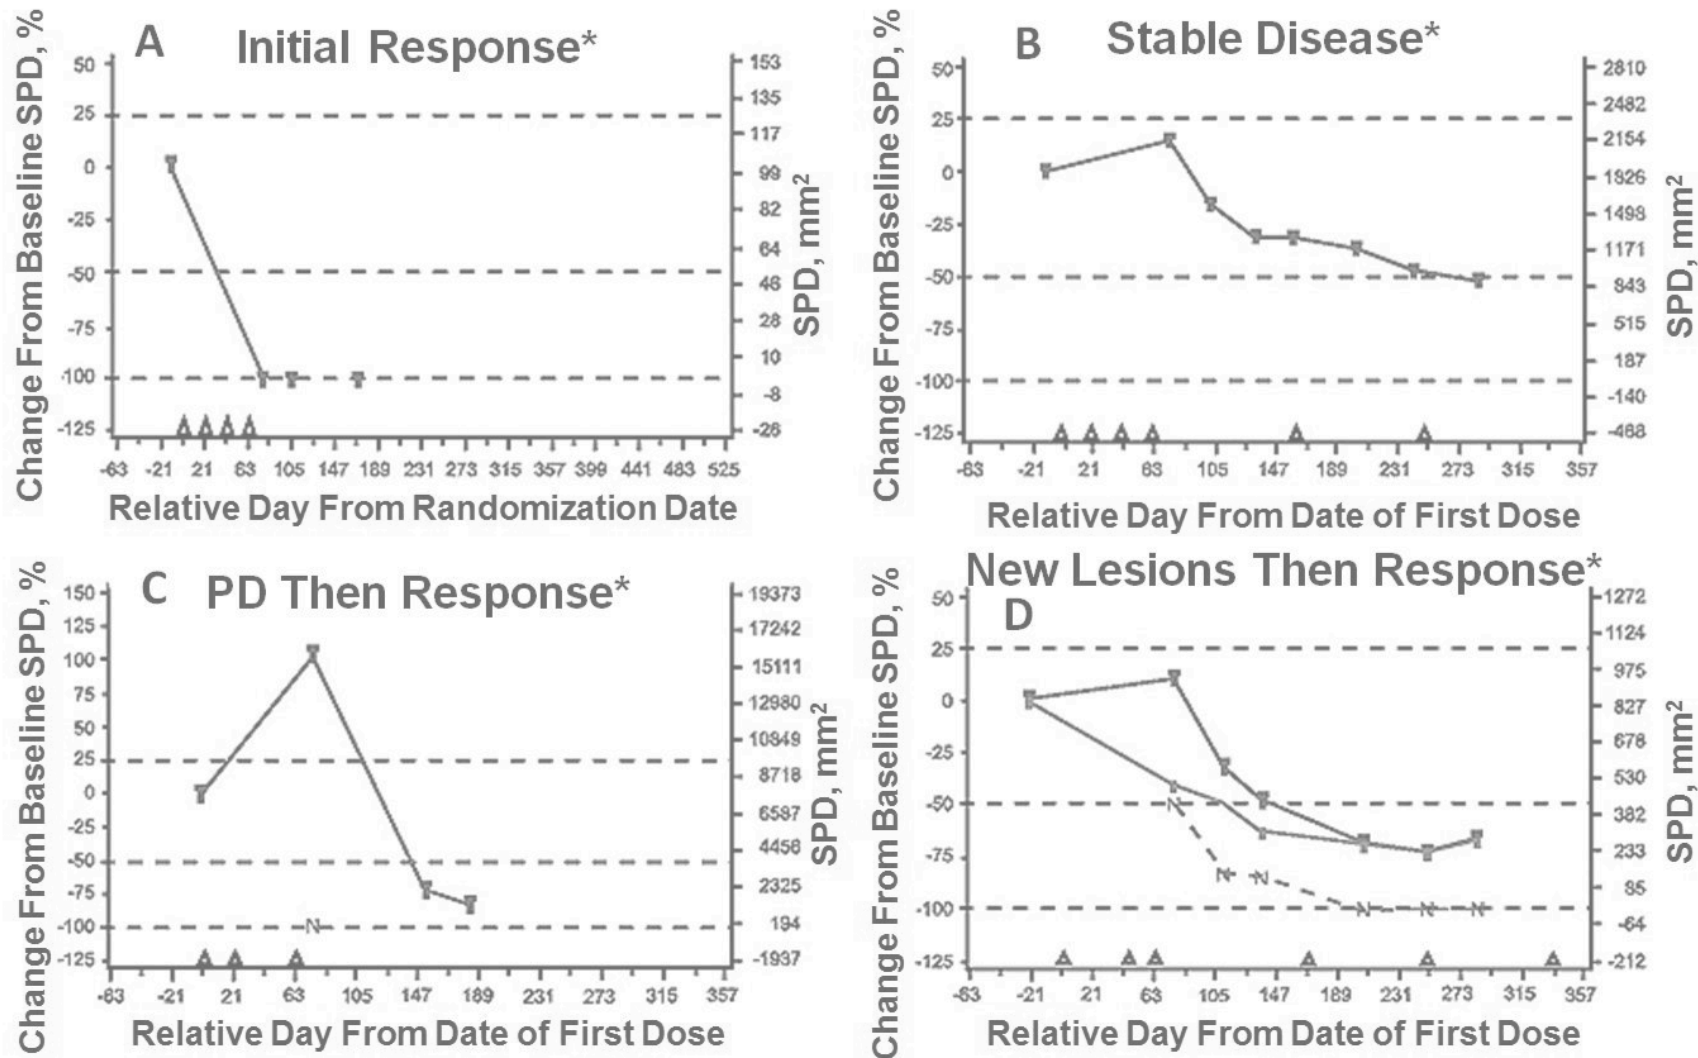 A
Initial Response*
Change From Baseline SPD, %
50
25
0
-25
-50
-75
-100
-125
153
135
117
99
82
64
46
28
10
-8
-26
SPD, mm²
-63 -21 21 63 105 147 189 231 273 315 357 399 441 483 525
Relative Day From Randomization Date
B
Stable Disease*
Change From Baseline SPD, %
50
25
0
-25
-50
-75
-100
-125
2810
2482
2154
1826
1498
1171
843
515
187
-140
-468
SPD, mm²
-63 -21 21 63 105 147 189 231 273 315 357
Relative Day From Date of First Dose
C
PD Then Response*
Change From Baseline SPD, %
150
125
100
75
50
25
0
-25
-50
-75
-100
-125
19373
17242
15111
12980
10849
8718
6587
4456
2325
194
-1937
SPD, mm²
N
-63 -21 21 63 105 147 189 231 273 315 357
Relative Day From Date of First Dose
New Lesions Then Response*
D
Change From Baseline SPD, %
50
25
0
-25
-50
-75
-100
-125
1272
1124
975
827
678
530
382
233
85
-64
-212
SPD, mm²
N
N N
N N N
-63 -21 21 63 105 147 189 231 273 315 357
Relative Day From Date of First Dose